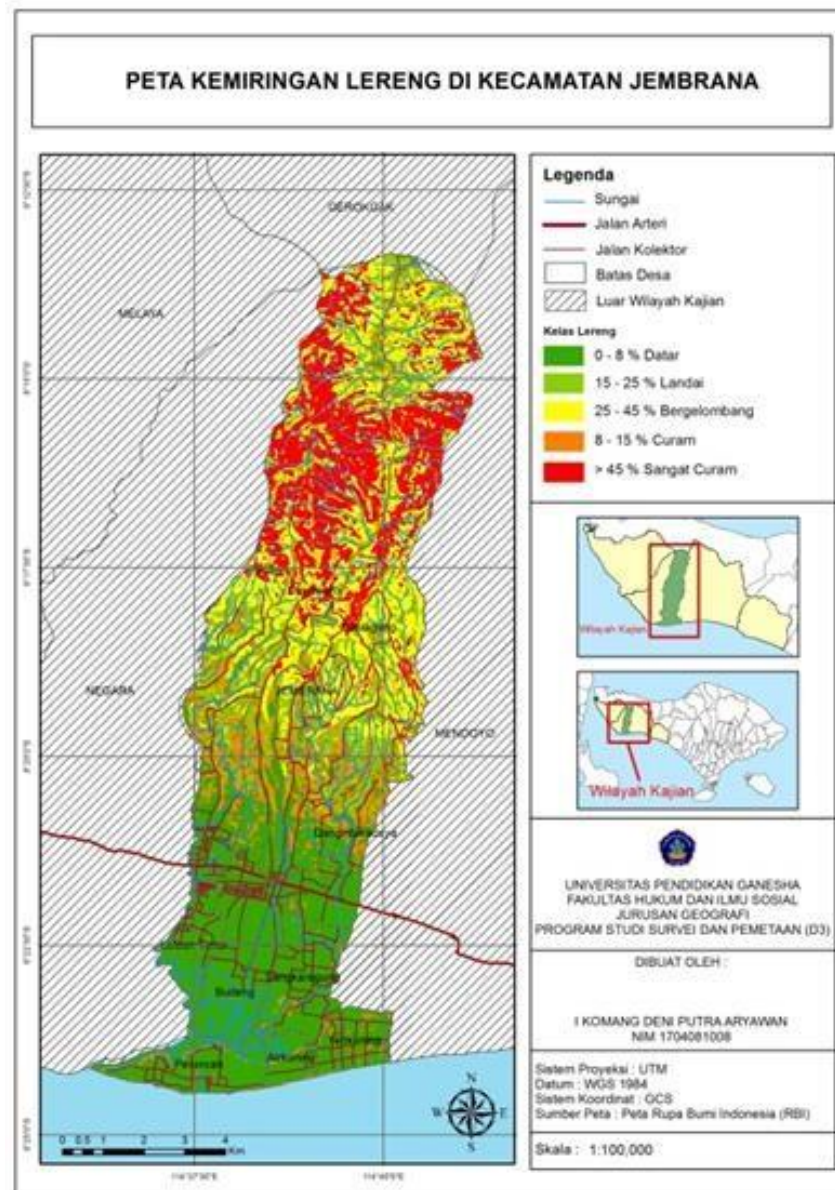 PETA KEMIRINGAN LERENG DI KECAMATAN JEMBRANA
GEROKGAK
MELAYA
NEGARA
MENDOYO
Budeng
Perancak
0 0.5 1 2 3 4
Km
N
W E
S
Legenda
Sungai
Jalan Arteri
Jalan Kolektor
Batas Desa
Luar Wilayah Kajian
Kelas Lereng
0 - 8 % Datar
15 - 25 % Landai
25 - 45 % Bergelombang
8 - 15 % Curam
> 45 % Sangat Curam
Wilayah Kajian
Wilayah Kajian
UNIVERSITAS PENDIDIKAN GANESHA
FAKULTAS HUKUM DAN ILMU SOSIAL
JURUSAN GEOGRAFI
PROGRAM STUDI SURVEI DAN PEMETAAN (D3)
DIBUAT OLEH :
I KOMANG DENI PUTRA ARYAWAN
NIM 1704081008
Sistem Proyeksi : UTM
Datum : WGS 1984
Sistem Koordinat : GCS
Sumber Peta : Peta Rupa Bumi Indonesia (RBI)
Skala : 1:100,000